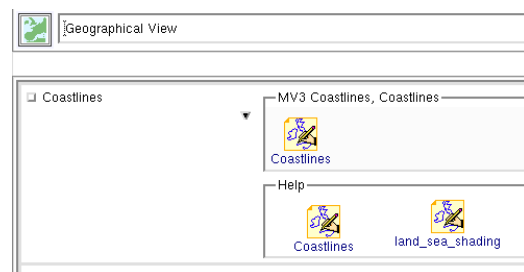 Geographical View
Coastlines
MV3 Coastlines, Coastlines
Coastlines
Help
Coastlines
land_sea_shading